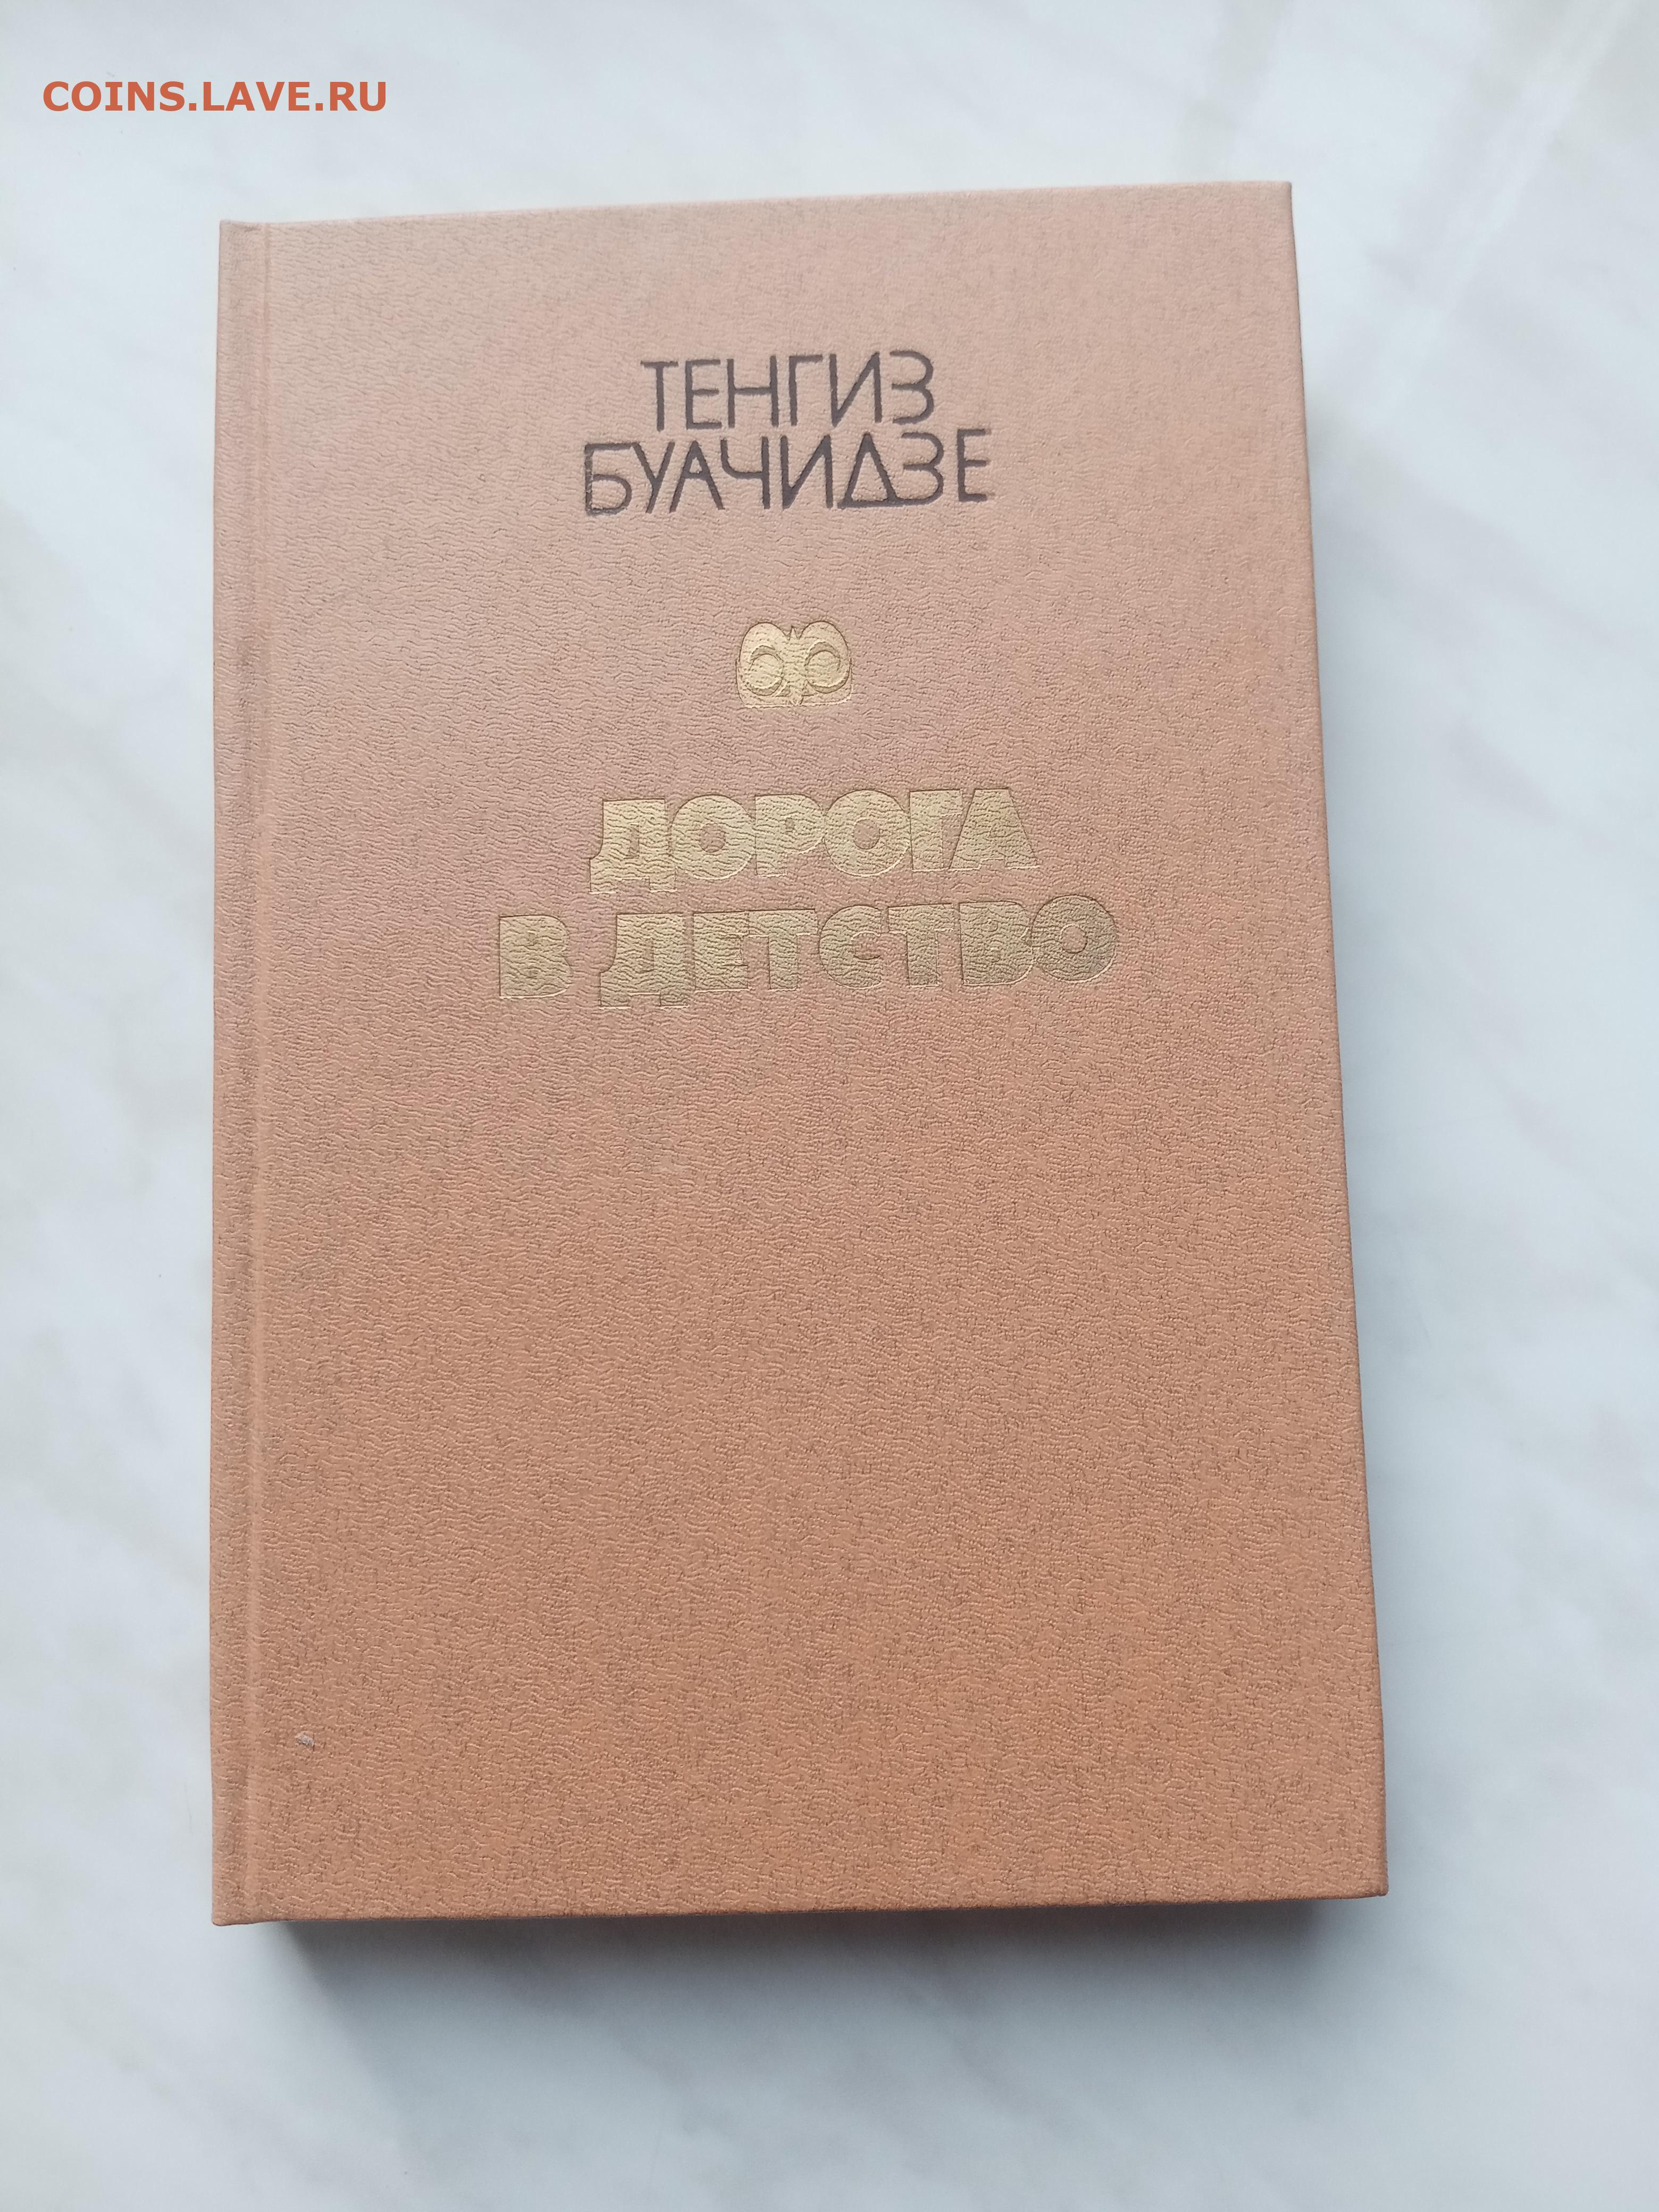 COINS.LAVE.RU
ТЕНГИЗ
БУАЧИДЗЕ
ДОРОГА
В ДЕТСТВО